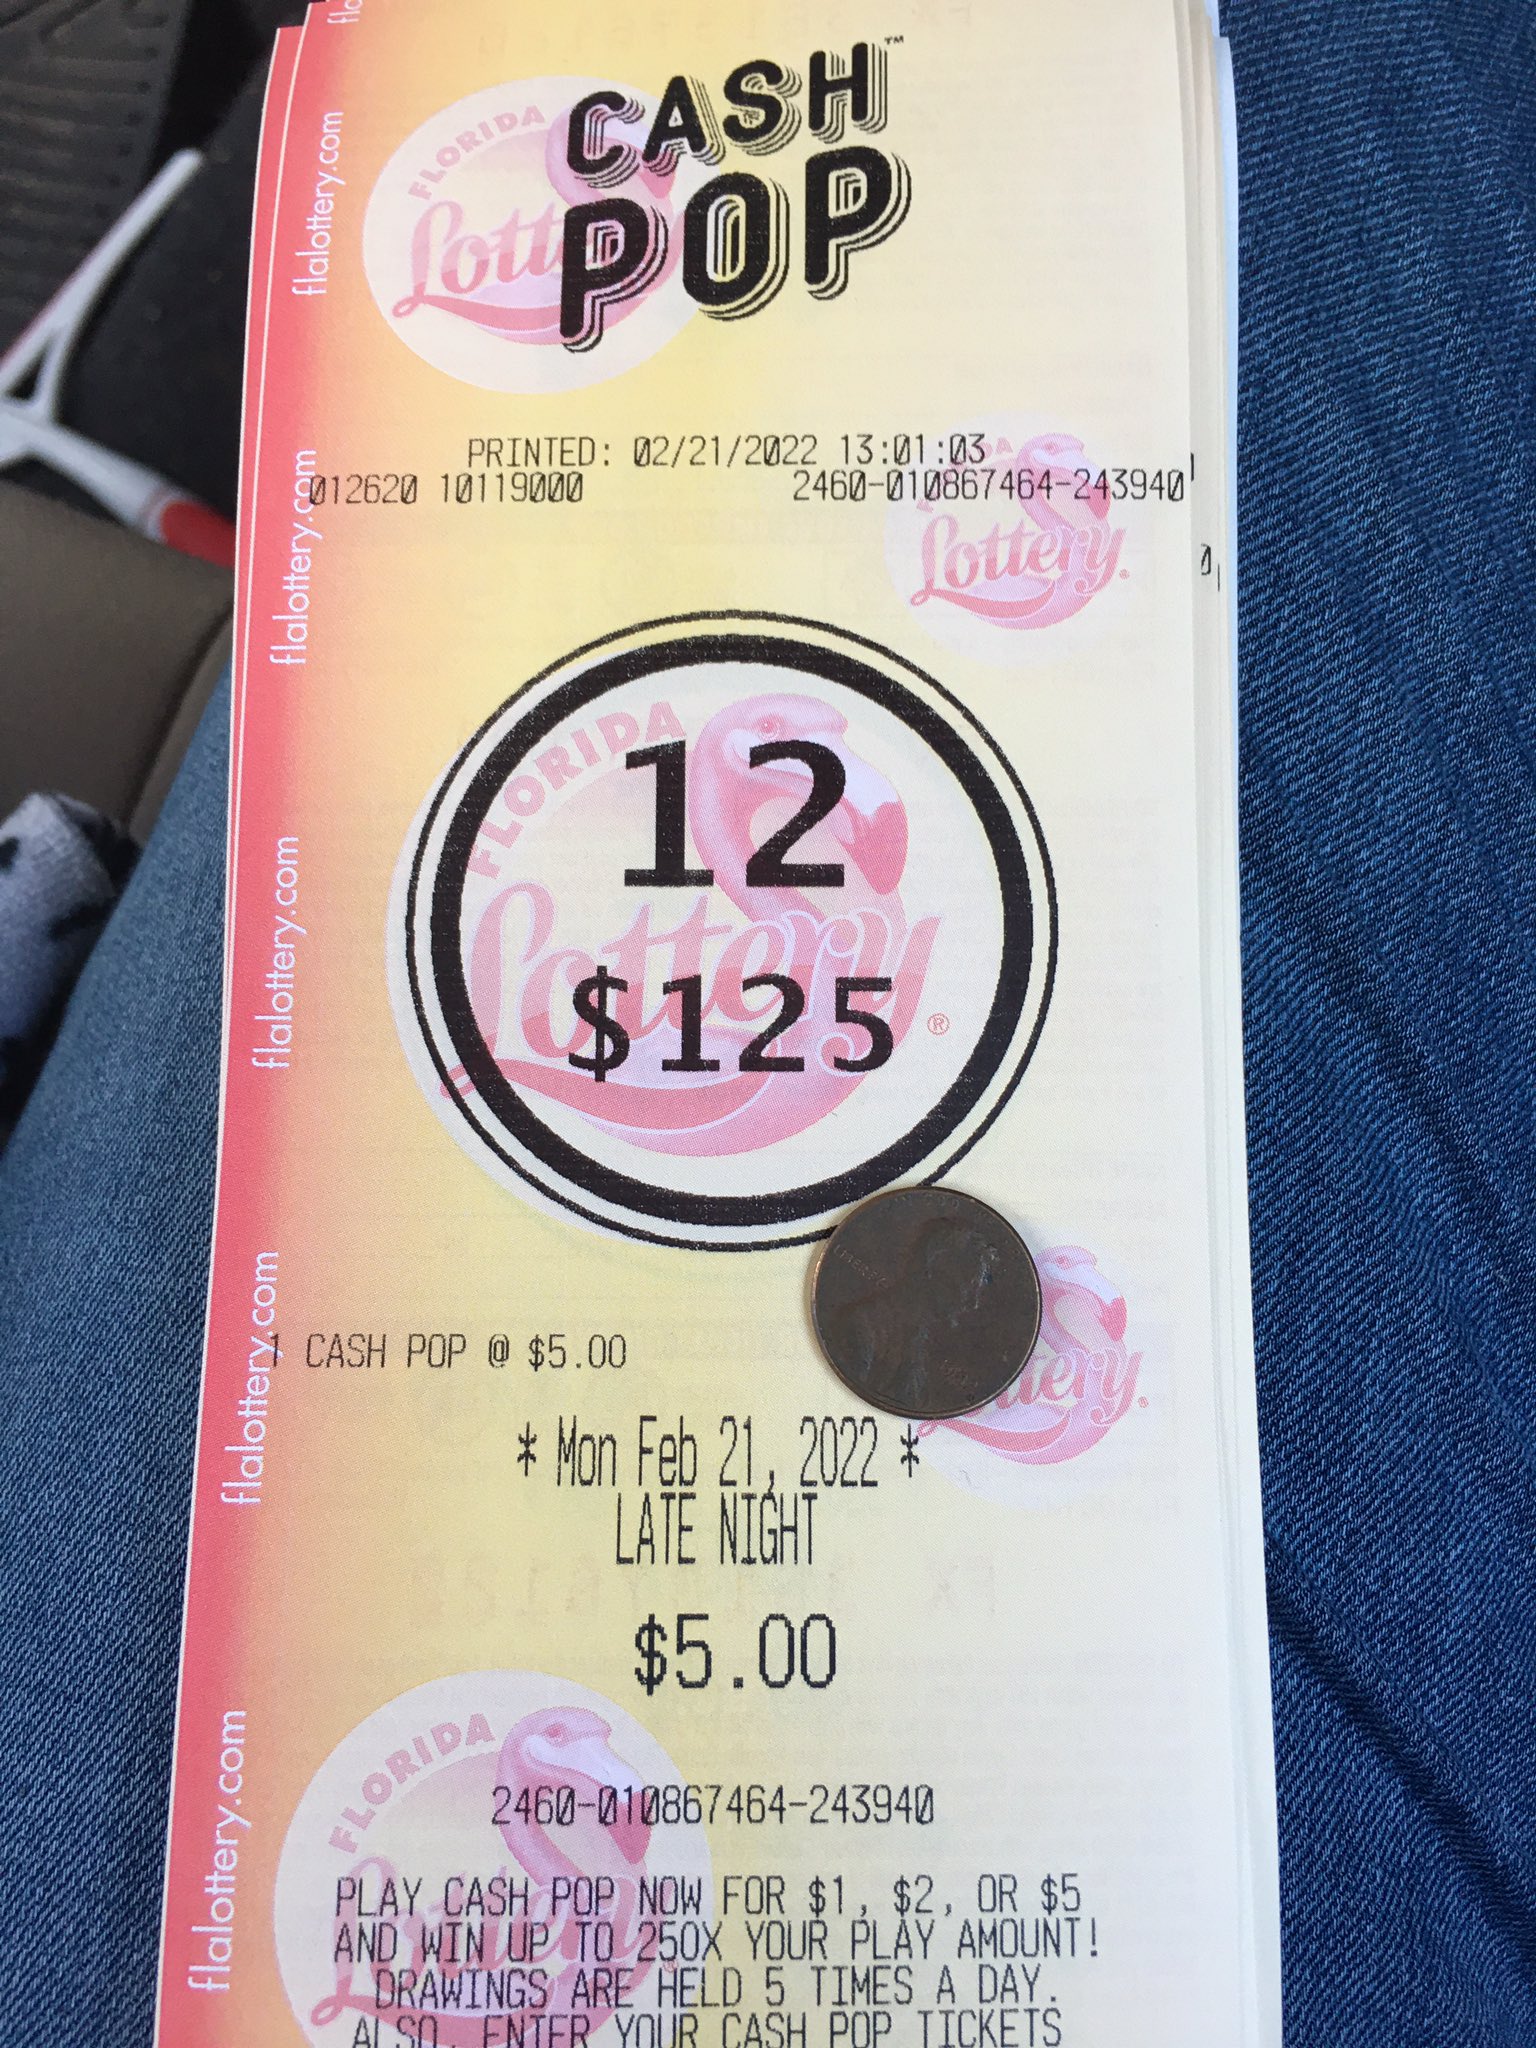 CASH™
POP
FLORIDA
Lottery
flalottery.com
PRINTED: 02/21/2022 13:01:03
012620 10119000 2460-010867464-243940
Lottery®
flalottery.com
FLORIDA
12
Lottery®
$125
flalottery.com
LIBERTY
1 CASH POP @ $5.00
flalottery.com
* Mon Feb 21, 2022 *
LATE NIGHT
$5.00
FLORIDA
2460-010867464-243940
flalottery.com
PLAY CASH POP NOW FOR $1, $2, OR $5
AND WIN UP TO 250X YOUR PLAY AMOUNT!
DRAWINGS ARE HELD 5 TIMES A DAY.
ALSO, ENTER YOUR CASH POP TICKETS